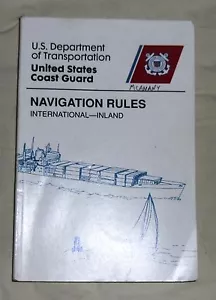 U.S. Department
of Transportation
United States
Coast Guard
NAVIGATION RULES
INTERNATIONAL—INLAND